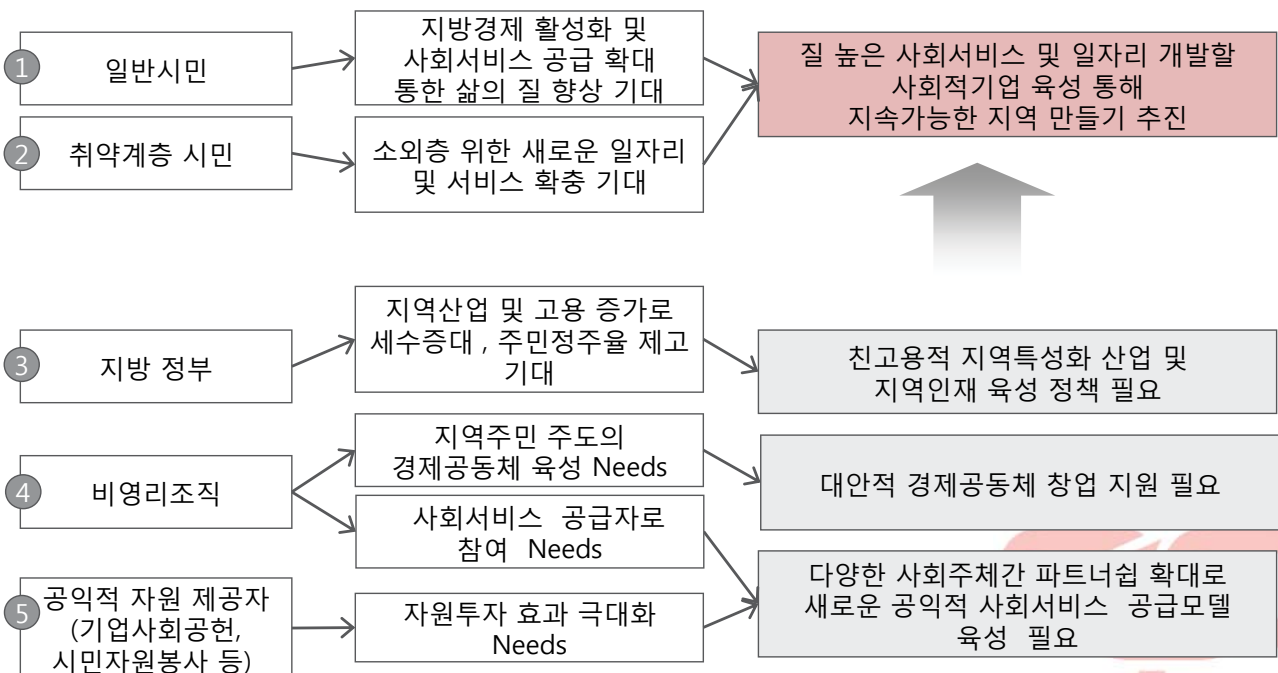 1
일반시민
지방경제 활성화 및
사회서비스 공급 확대
통한 삶의 질 향상 기대
질 높은 사회서비스 및 일자리 개발할
사회적기업 육성 통해
지속가능한 지역 만들기 추진
2
취약계층 시민
소외층 위한 새로운 일자리
및 서비스 확충 기대
3
지방 정부
지역산업 및 고용 증가로
세수증대 , 주민정주율 제고
기대
친고용적 지역특성화 산업 및
지역인재 육성 정책 필요
4
비영리조직
지역주민 주도의
경제공동체 육성 Needs
대안적 경제공동체 창업 지원 필요
사회서비스 공급자로
참여 Needs
5
공익적 자원 제공자
(기업사회공헌,
시민자원봉사 등)
자원투자 효과 극대화
Needs
다양한 사회주체간 파트너쉽 확대로
새로운 공익적 사회서비스 공급모델
육성 필요